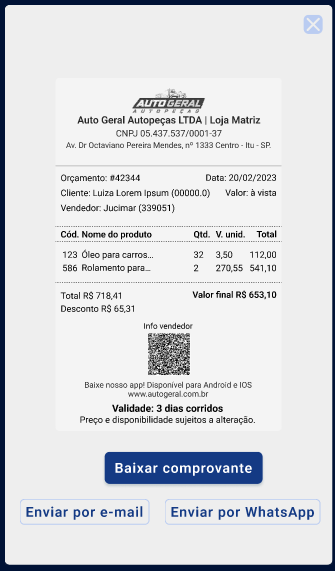 AUTO GERAL
AUTOPEÇAS
Auto Geral Autopeças LTDA | Loja Matriz
CNPJ 05.437.537/0001-37
Av. Dr Octaviano Pereira Mendes, nº 1333 Centro - Itu - SP.
Orçamento: #42344 Data: 20/02/2023
Cliente: Luiza Lorem Ipsum (00000.0) Valor: à vista
Vendedor: Jucimar (339051)
Cód. Nome do produto Qtd. V. unid. Total
123 Óleo para carros... 32 3,50 112,00
586 Rolamento para... 2 270,55 541,10
Total R$ 718,41 Valor final R$ 653,10
Desconto R$ 65,31
Info vendedor
Baixe nosso app! Disponível para Android e IOS
www.autogeral.com.br
Validade: 3 dias corridos
Preço e disponibilidade sujeitos a alteração.
Baixar comprovante
Enviar por e-mail Enviar por WhatsApp